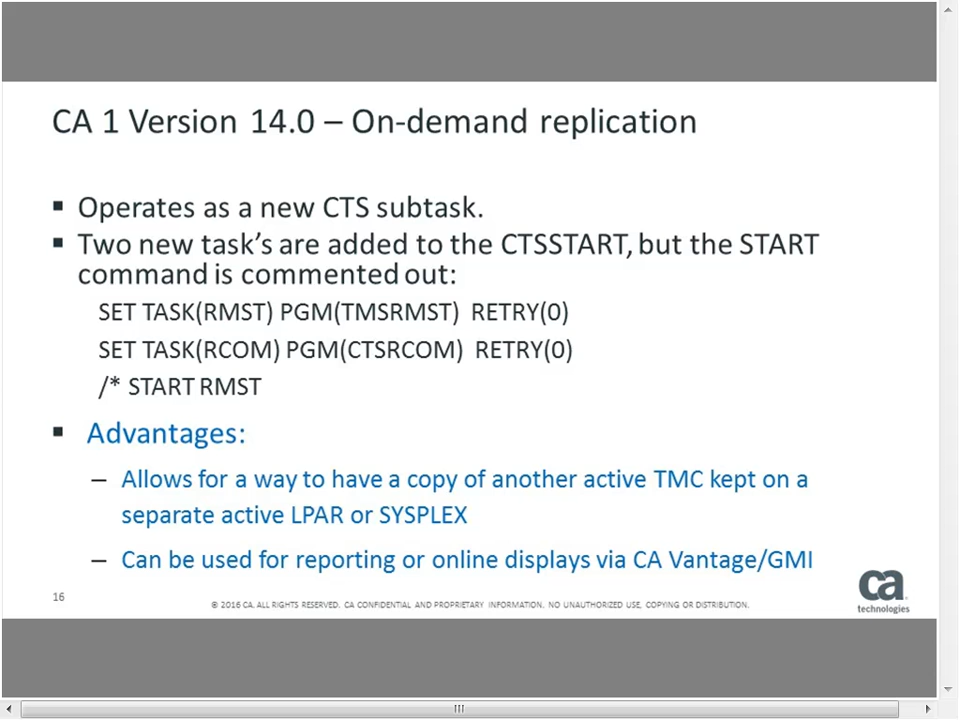 CA 1 Version 14.0 – On-demand replication
▪ Operates as a new CTS subtask.
▪ Two new task's are added to the CTSSTART, but the START
command is commented out:
SET TASK(RMST) PGM(TMSRMST) RETRY(0)
SET TASK(RCOM) PGM(CTSRCOM) RETRY(0)
/* START RMST
▪ Advantages:
– Allows for a way to have a copy of another active TMC kept on a
separate active LPAR or SYSPLEX
– Can be used for reporting or online displays via CA Vantage/GMI
16
© 2016 CA. ALL RIGHTS RESERVED. CA CONFIDENTIAL AND PROPRIETARY INFORMATION. NO UNAUTHORIZED USE, COPYING OR DISTRIBUTION.
ca
technologies